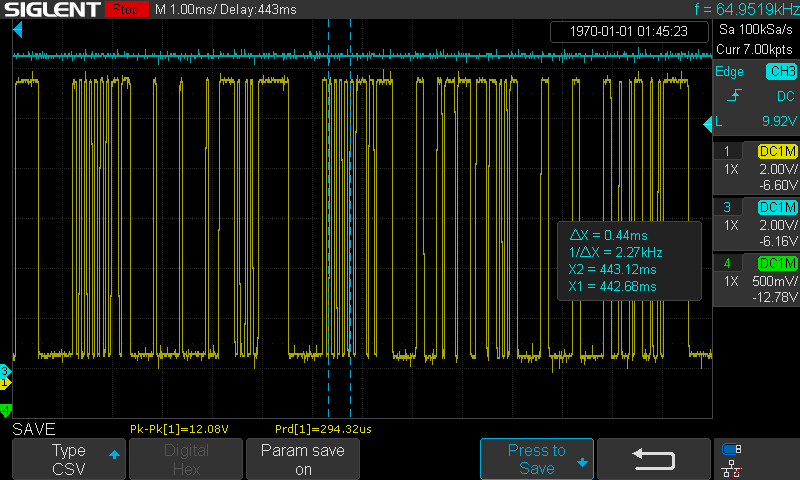 SIGLENT Stop M 1.00ms/ Delay:443ms f = 64.9519kHz
1970-01-01 01:45:23
Sa 100kSa/s
Curr 7.00kpts
Edge CH3
DC
L 9.92V
1 DC1M
1X 2.00V/
-6.60V
3 DC1M
1X 2.00V/
-6.16V
4 DC1M
1X 500mV/
-12.78V
△X = 0.44ms
1/△X = 2.27kHz
X2 = 443.12ms
X1 = 442.68ms
3
1
4
SAVE Pk-Pk[1]=12.08V Prd[1]=294.32us
Type
CSV
Digital
Hex
Param save
on
Press to
Save